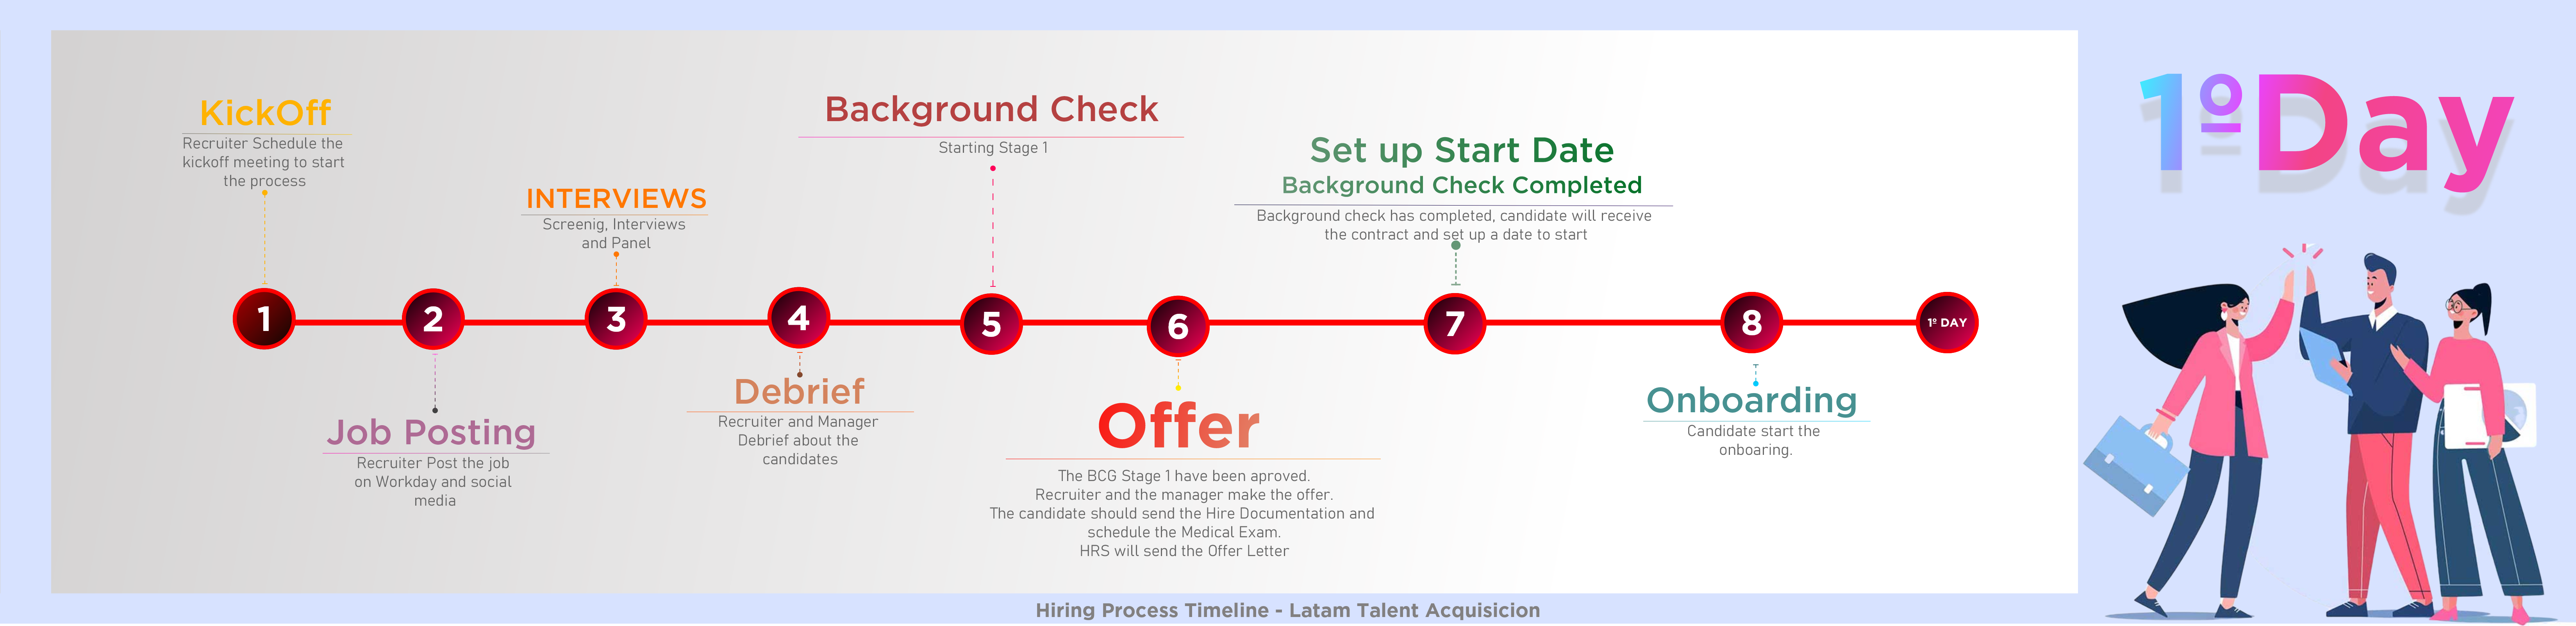 KickOff
Recruiter Schedule the
kickoff meeting to start
the process
1
2
Job Posting
Recruiter Post the job
on Workday and social
media
INTERVIEWS
Screenig, Interviews
and Panel
3
4
Debrief
Recruiter and Manager
Debrief about the
candidates
Background Check
Starting Stage 1
5
6
Offer
The BCG Stage 1 have been aproved.
Recruiter and the manager make the offer.
The candidate should send the Hire Documentation and
schedule the Medical Exam.
HRS will send the Offer Letter
Set up Start Date
Background Check Completed
Background check has completed, candidate will receive
the contract and set up a date to start
7
8
Onboarding
Candidate start the
onboaring.
1º DAY
1ºDay
Hiring Process Timeline - Latam Talent Acquisicion